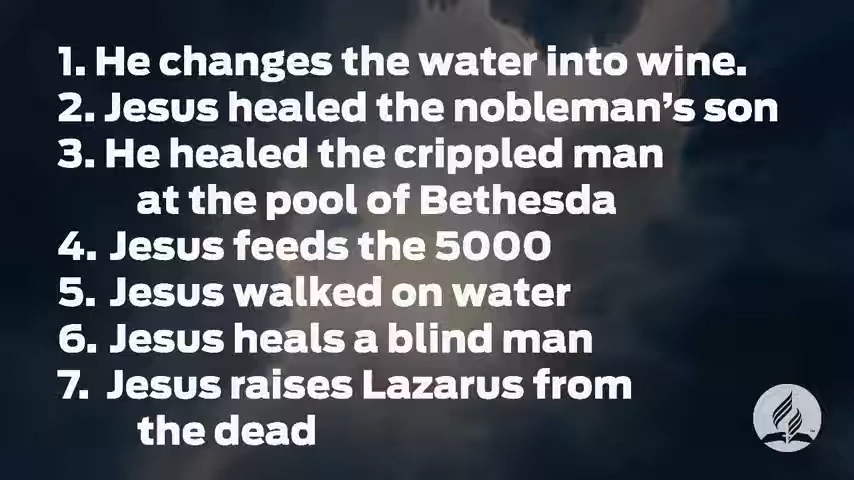 1. He changes the water into wine.
2. Jesus healed the nobleman’s son
3. He healed the crippled man
at the pool of Bethesda
4. Jesus feeds the 5000
5. Jesus walked on water
6. Jesus heals a blind man
7. Jesus raises Lazarus from
the dead